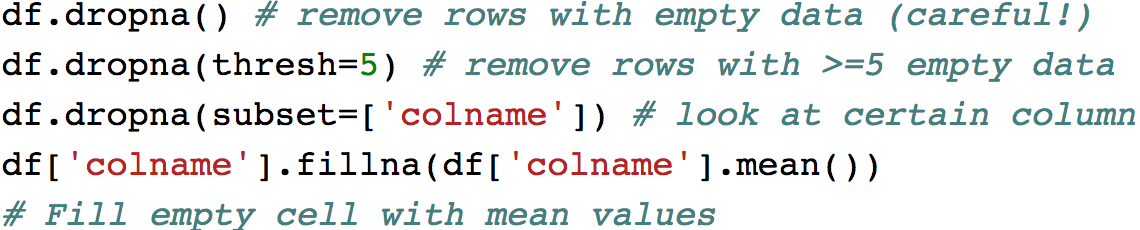 df.dropna() # remove rows with empty data (careful!)
df.dropna(thresh=5) # remove rows with >=5 empty data
df.dropna(subset=['colname']) # look at certain column
df['colname'].fillna(df['colname'].mean())
# Fill empty cell with mean values